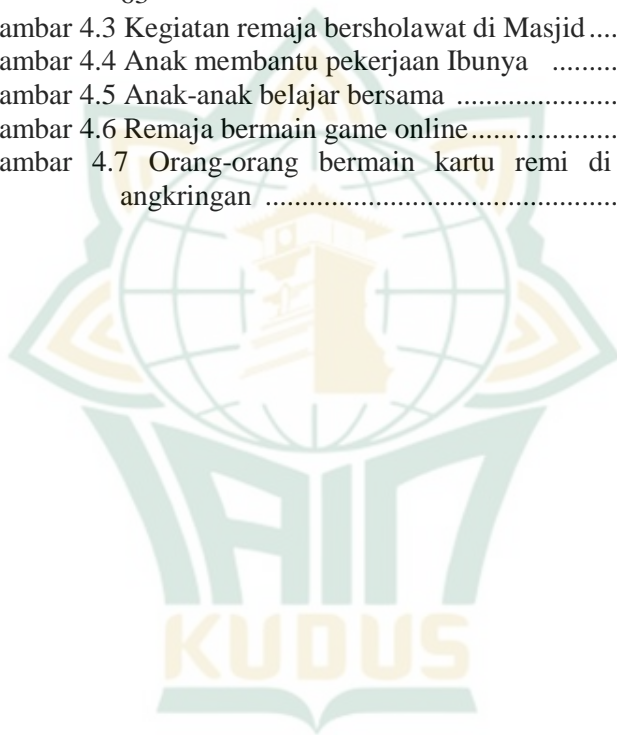 ambar 4.3 Kegiatan remaja bersholawat di Masjid ....
ambar 4.4 Anak membantu pekerjaan Ibunya .........
ambar 4.5 Anak-anak belajar bersama ......................
ambar 4.6 Remaja bermain game online....................
ambar 4.7 Orang-orang bermain kartu remi di
angkringan ................................................
IAIN
KUDUS